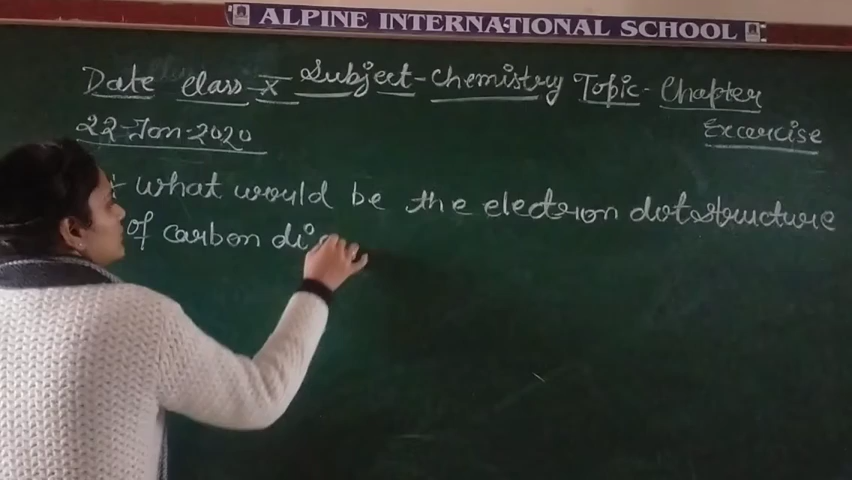 ALPINE INTERNATIONAL SCHOOL
Date Class-X Subject-Chemistry Topic-Chapter
22-Jan-2020 Excercise
What would be the electron dot structure
of carbon di